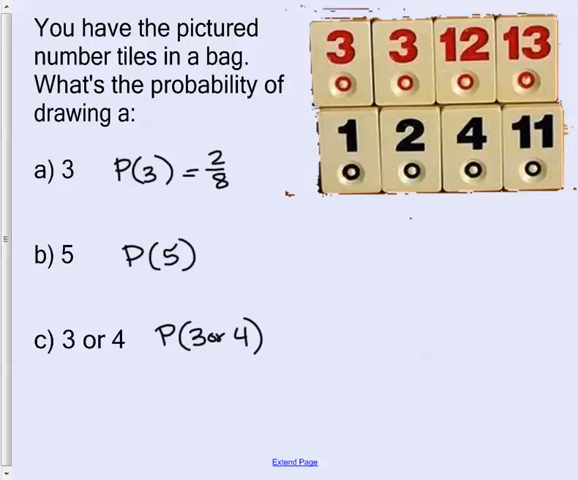 You have the pictured
number tiles in a bag.
What's the probability of
drawing a:
3 3 12 13
1 2 4 11
a) 3 P(3) = 2/8
b) 5 P(5)
c) 3 or 4 P(3 or 4)
Extend Page